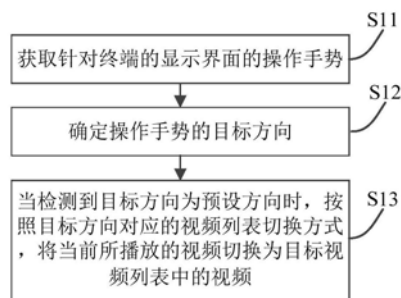 S11
获取针对终端的显示界面的操作手势
S12
确定操作手势的目标方向
S13
当检测到目标方向为预设方向时，按
照目标方向对应的视频列表切换方式
，将当前所播放的视频切换为目标视
频列表中的视频